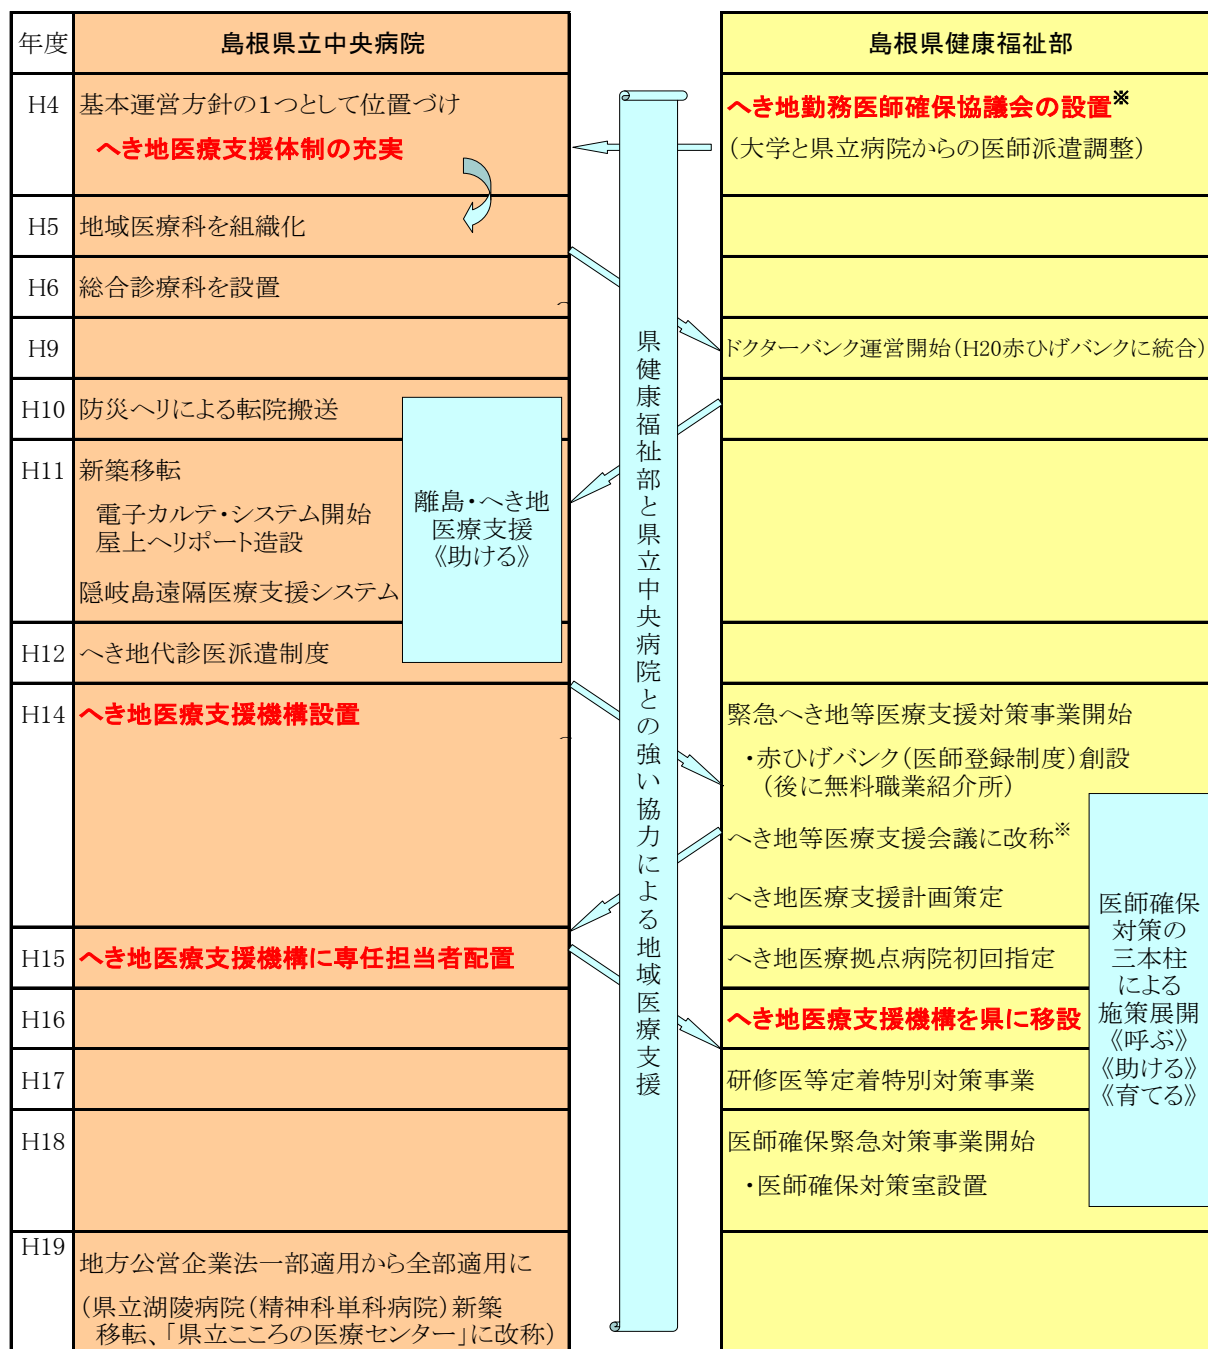 年度
島根県立中央病院
島根県健康福祉部
H4
基本運営方針の1つとして位置づけ
へき地医療支援体制の充実
へき地勤務医師確保協議会の設置※
(大学と県立病院からの医師派遣調整)
H5
地域医療科を組織化
H6
総合診療科を設置
H9
ドクターバンク運営開始(H20赤ひげバンクに統合)
H10
防災ヘリによる転院搬送
H11
新築移転
電子カルテ・システム開始
屋上ヘリポート造設
隠岐島遠隔医療支援システム
離島・へき地
医療支援
《助ける》
H12
へき地代診医派遣制度
県健康福祉部と県立中央病院との強い協力による地域医療支援
H14
へき地医療支援機構設置
緊急へき地等医療支援対策事業開始
・赤ひげバンク(医師登録制度)創設
(後に無料職業紹介所)
へき地等医療支援会議に改称※
へき地医療支援計画策定
H15
へき地医療支援機構に専任担当者配置
へき地医療拠点病院初回指定
H16
へき地医療支援機構を県に移設
H17
研修医等定着特別対策事業
H18
医師確保緊急対策事業開始
・医師確保対策室設置
医師確保
対策の
三本柱
による
施策展開
《呼ぶ》
《助ける》
《育てる》
H19
地方公営企業法一部適用から全部適用に
(県立湖陵病院(精神科単科病院)新築
移転、「県立こころの医療センター」に改称)